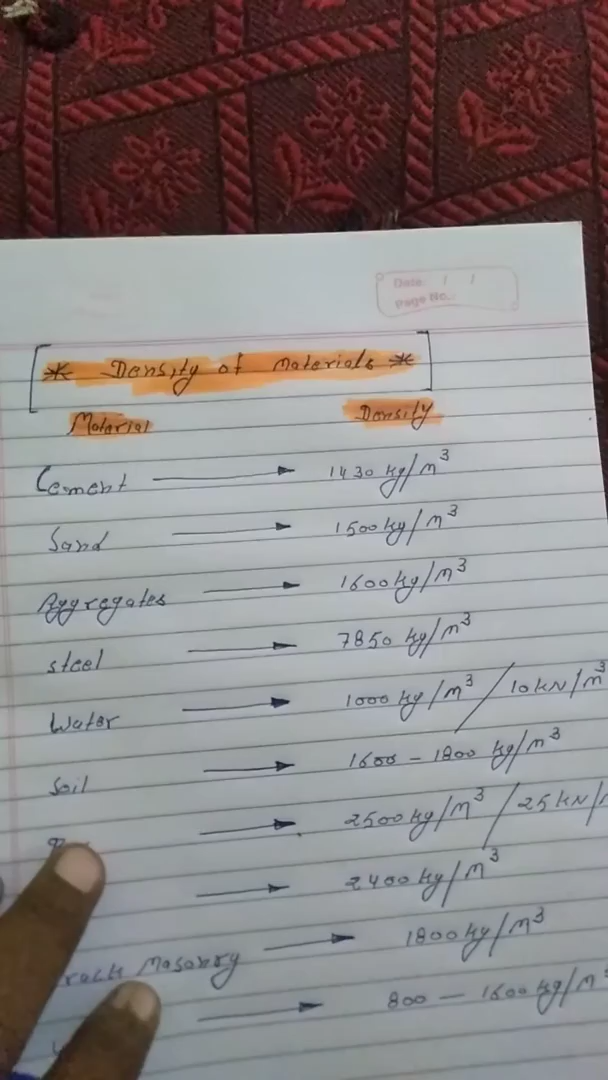 Date: / /
Page No.:
* Density of Materials *
Material Density
Cement → 1430 kg/m³
Sand → 1500 kg/m³
Aggregates → 1600 kg/m³
Steel → 7850 kg/m³
Water → 1000 kg/m³ / 10 kN/m³
Soil → 1600 - 1800 kg/m³
→ 2500 kg/m³ / 25 kN/
→ 2400 kg/m³
Masonry → 1800 kg/m³
→ 800 - 1600 kg/m³